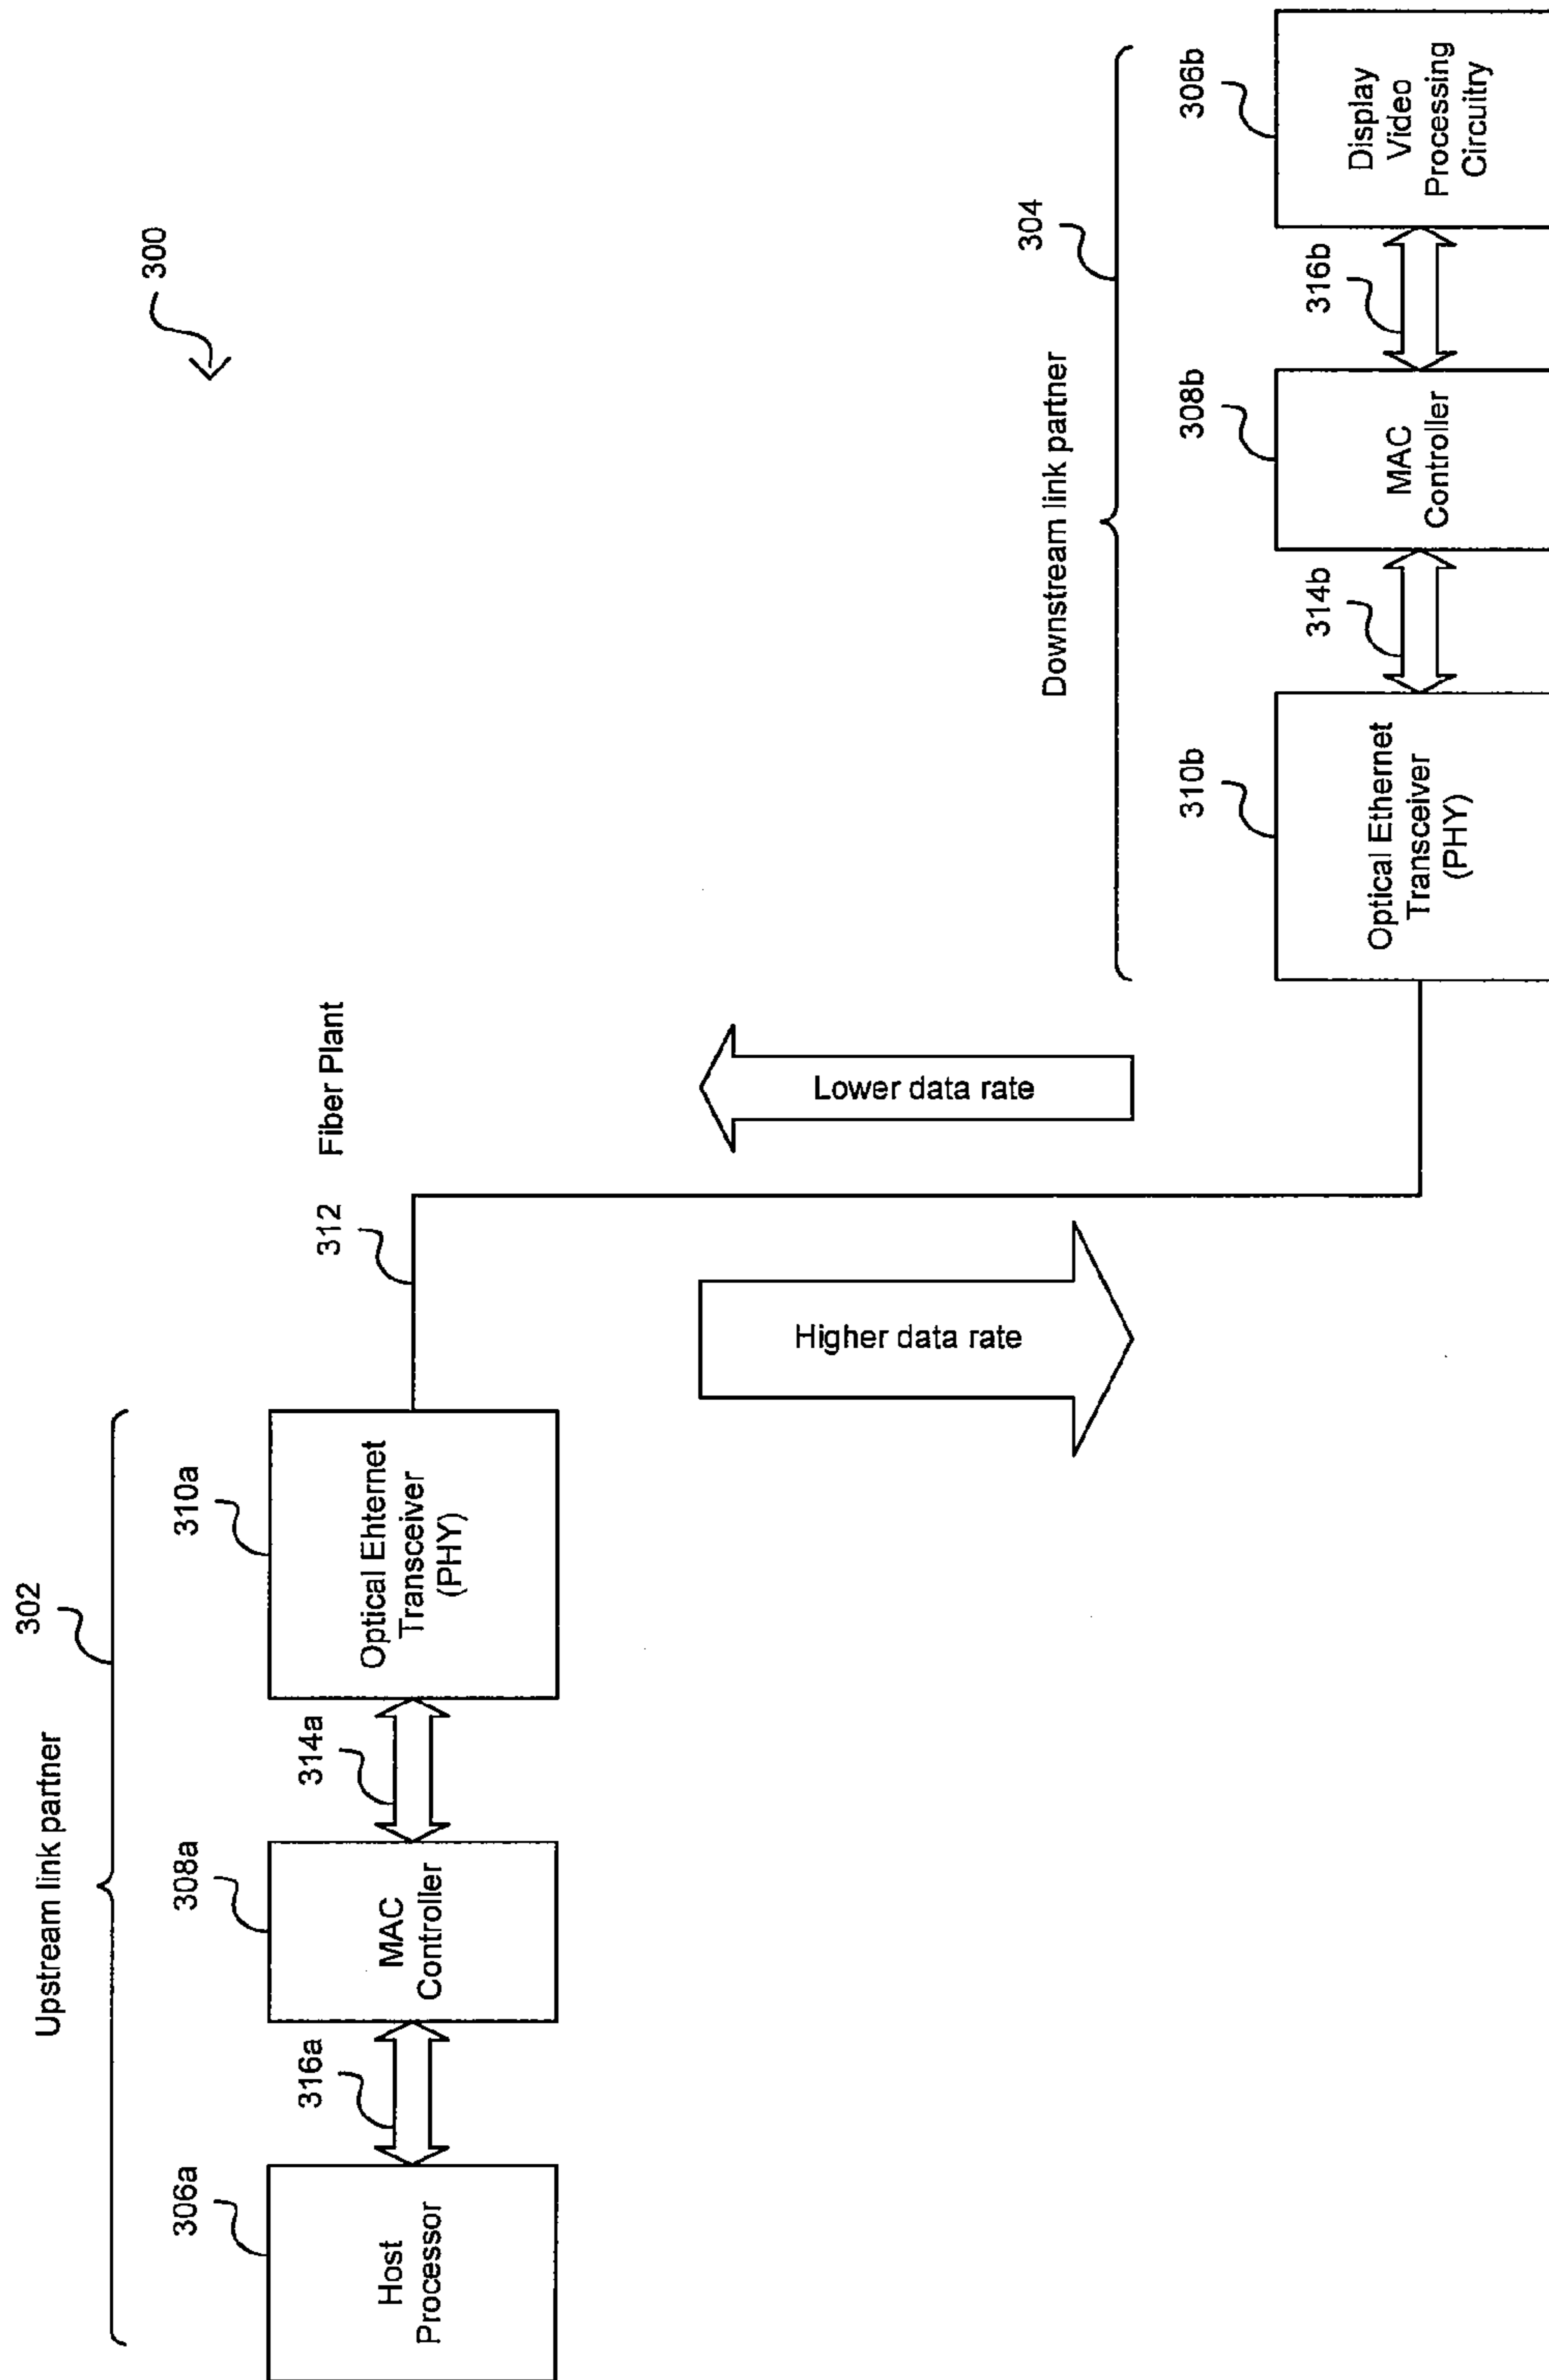 300
302
Upstream link partner
306a
Host
Processor
316a
308a
MAC
Controller
314a
310a
Optical Ehternet
Transceiver
(PHY)
312
Fiber Plant
Higher data rate
Lower data rate
304
Downstream link partner
310b
Optical Ethernet
Transceiver
(PHY)
314b
308b
MAC
Controller
316b
306b
Display
Video
Processing
Circuitry